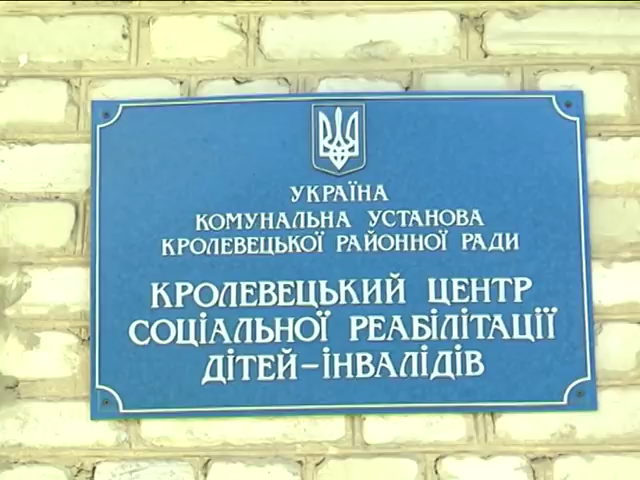 УКРАЇНА
КОМУНАЛЬНА УСТАНОВА
КРОЛЕВЕЦЬКОЇ РАЙОННОЇ РАДИ
КРОЛЕВЕЦЬКИЙ ЦЕНТР
СОЦІАЛЬНОЇ РЕАБІЛІТАЦІЇ
ДІТЕЙ-ІНВАЛІДІВ